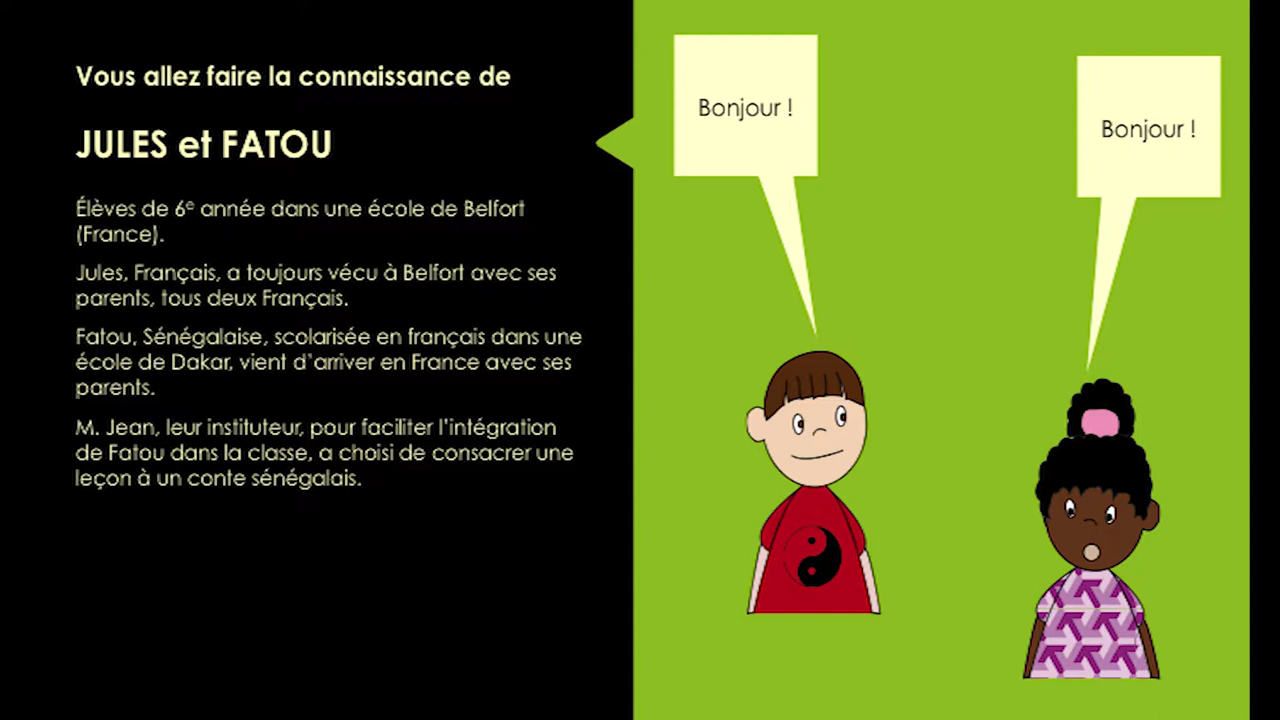 Vous allez faire la connaissance de
JULES et FATOU
Élèves de 6e année dans une école de Belfort
(France).
Jules, Français, a toujours vécu à Belfort avec ses
parents, tous deux Français.
Fatou, Sénégalaise, scolarisée en français dans une
école de Dakar, vient d’arriver en France avec ses
parents.
M. Jean, leur instituteur, pour faciliter l’intégration
de Fatou dans la classe, a choisi de consacrer une
leçon à un conte sénégalais.
Bonjour !
Bonjour !